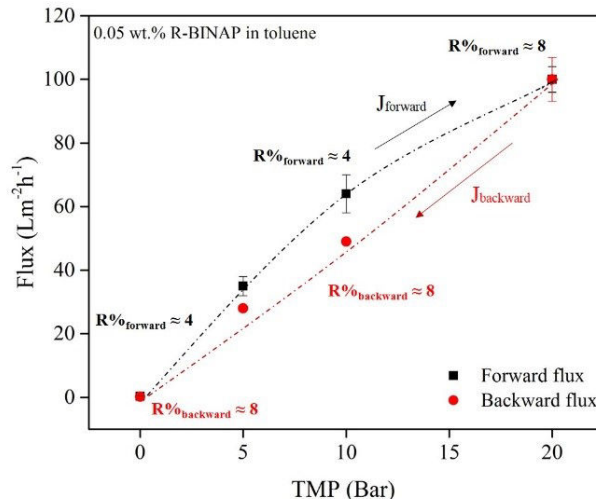 0.05 wt.% R-BINAP in toluene
R%forward ≈ 8
Jforward
R%forward ≈ 4
Jbackward
R%backward ≈ 8
R%forward ≈ 4
R%backward ≈ 8
Forward flux
Backward flux
120
100
80
60
40
20
0
Flux (Lm-2h-1)
0 5 10 15 20
TMP (Bar)